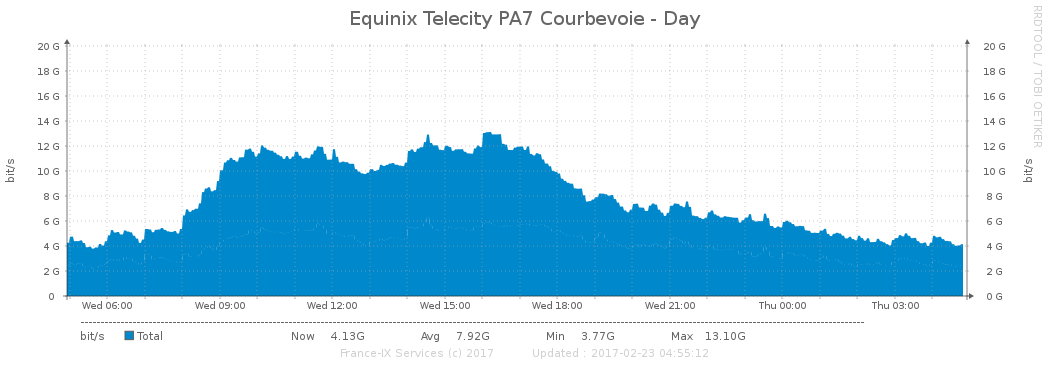 Equinix Telecity PA7 Courbevoie - Day
RRDTOOL / TOBI OETIKER
20 G 20 G
18 G 18 G
16 G 16 G
14 G 14 G
12 G 12 G
10 G 10 G
8 G 8 G
6 G 6 G
4 G 4 G
2 G 2 G
0 0 G
bit/s bit/s
Wed 06:00 Wed 09:00 Wed 12:00 Wed 15:00 Wed 18:00 Wed 21:00 Thu 00:00 Thu 03:00
bit/s Total Now 4.13G Avg 7.92G Min 3.77G Max 13.10G
France-IX Services (c) 2017 Updated : 2017-02-23 04:55:12